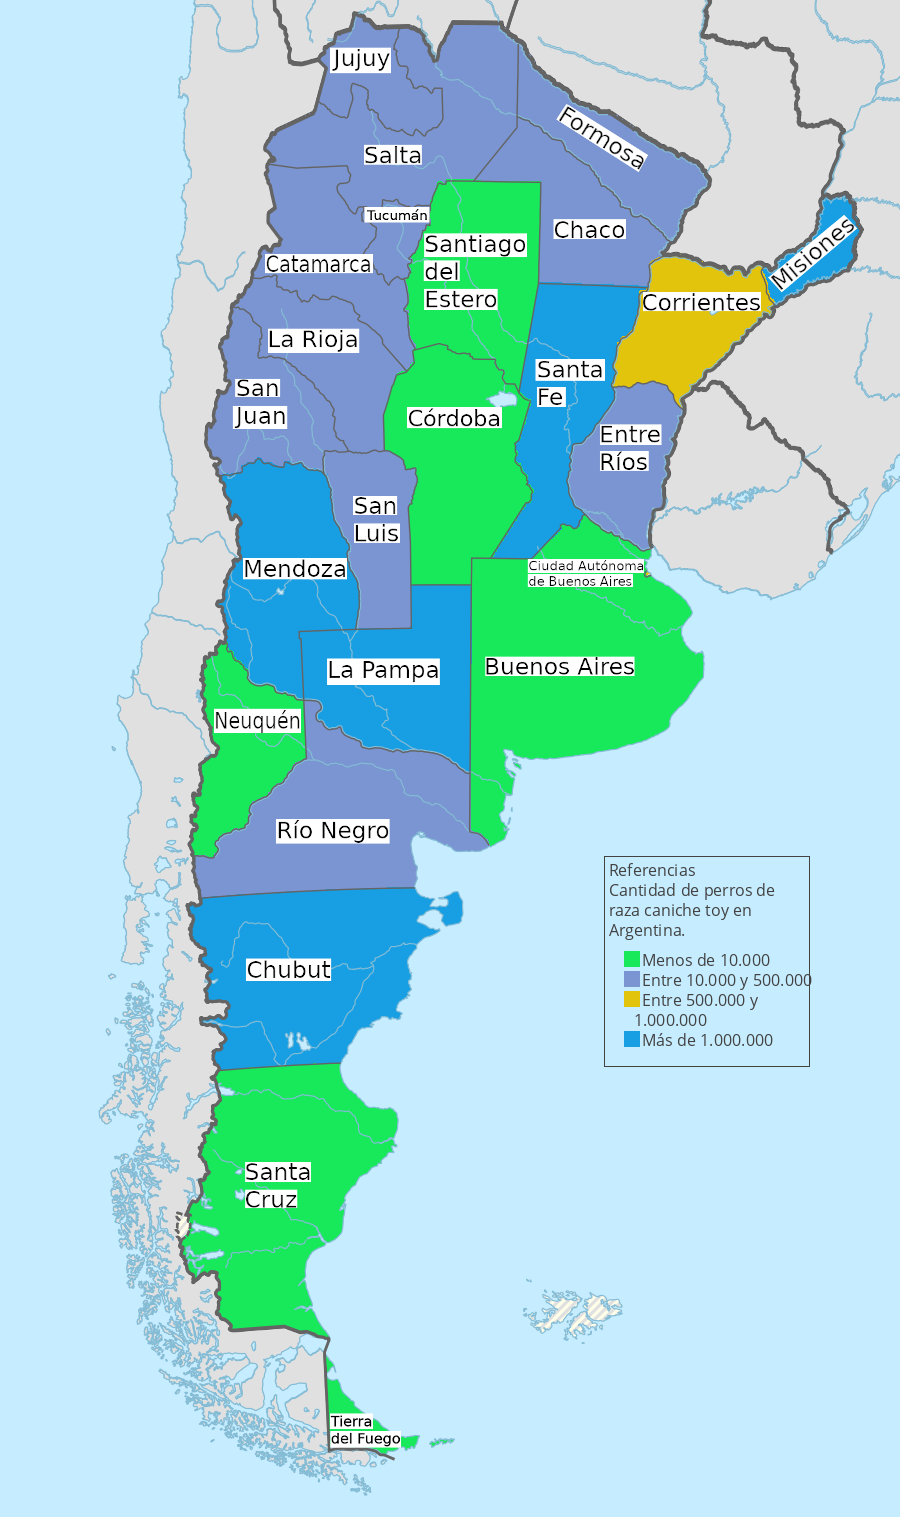 Jujuy
Formosa
Salta
Tucumán
Chaco
Misiones
Santiago
del
Estero
Catamarca
Corrientes
La Rioja
Santa
Fe
San
Juan
Córdoba
Entre
Ríos
San
Luis
Mendoza
Ciudad Autónoma
de Buenos Aires
La Pampa
Buenos Aires
Neuquén
Río Negro
Referencias
Cantidad de perros de
raza caniche toy en
Argentina.
Menos de 10.000
Entre 10.000 y 500.000
Entre 500.000 y
1.000.000
Más de 1.000.000
Chubut
Santa
Cruz
Tierra
del Fuego